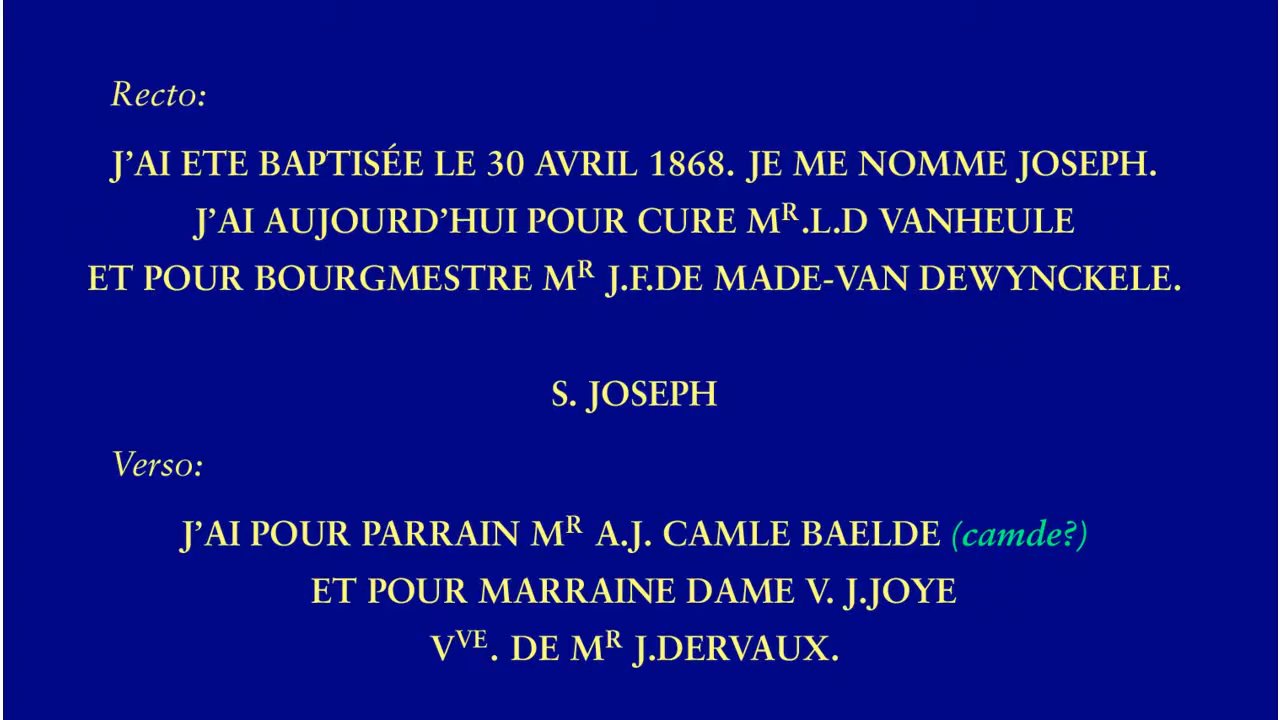 Recto:
J’AI ETE BAPTISÉE LE 30 AVRIL 1868. JE ME NOMME JOSEPH.
J’AI AUJOURD’HUI POUR CURE Mᴿ.L.D VANHEULE
ET POUR BOURGMESTRE Mᴿ J.F.DE MADE-VAN DEWYNCKELE.
S. JOSEPH
Verso:
J’AI POUR PARRAIN Mᴿ A.J. CAMLE BAELDE (camde?)
ET POUR MARRAINE DAME V. J.JOYE
Vⱽᴱ. DE Mᴿ J.DERVAUX.